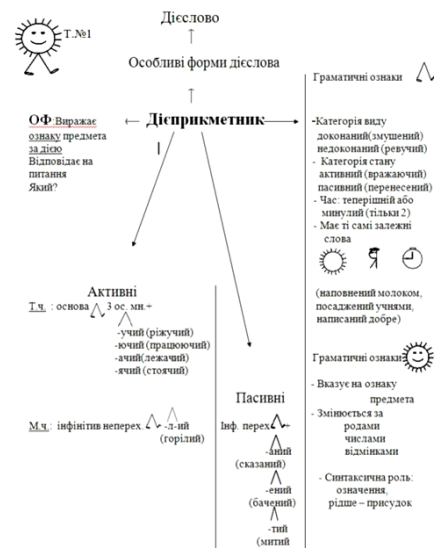 Дієслово
Т.№1
Особливі форми дієслова
Граматичні ознаки
ОФ:Виражає
ознаку предмета
за дією
Відповідає на
питання
Який?
Дієприкметник
-Категорія виду
доконаний(змушений)
недоконаний (ревучий)
- Категорія стану
активний (вражаючий)
пасивний (перенесений)
- Час: теперішній або
минулий (тільки 2)
- Має ті самі залежні
слова
(наповнений молоком,
посаджений учнями,
написаний добре)
Активні
Т.ч. : основа 3 ос. мн.+
-учий (ріжучий)
-ючий (працюючий)
-ачий(лежачий)
-ячий (стоячий)
М.ч.: інфінітив неперех. -л-ий
(горілий)
Пасивні
Інф. перех. +
-аний
(сказаний)
-ений
(бачений)
-тий
(митий
Граматичні ознаки
- Вказує на ознаку
предмета
- Змінюється за
родами
числами
відмінками
- Синтаксична роль:
означення,
рідше – присудок